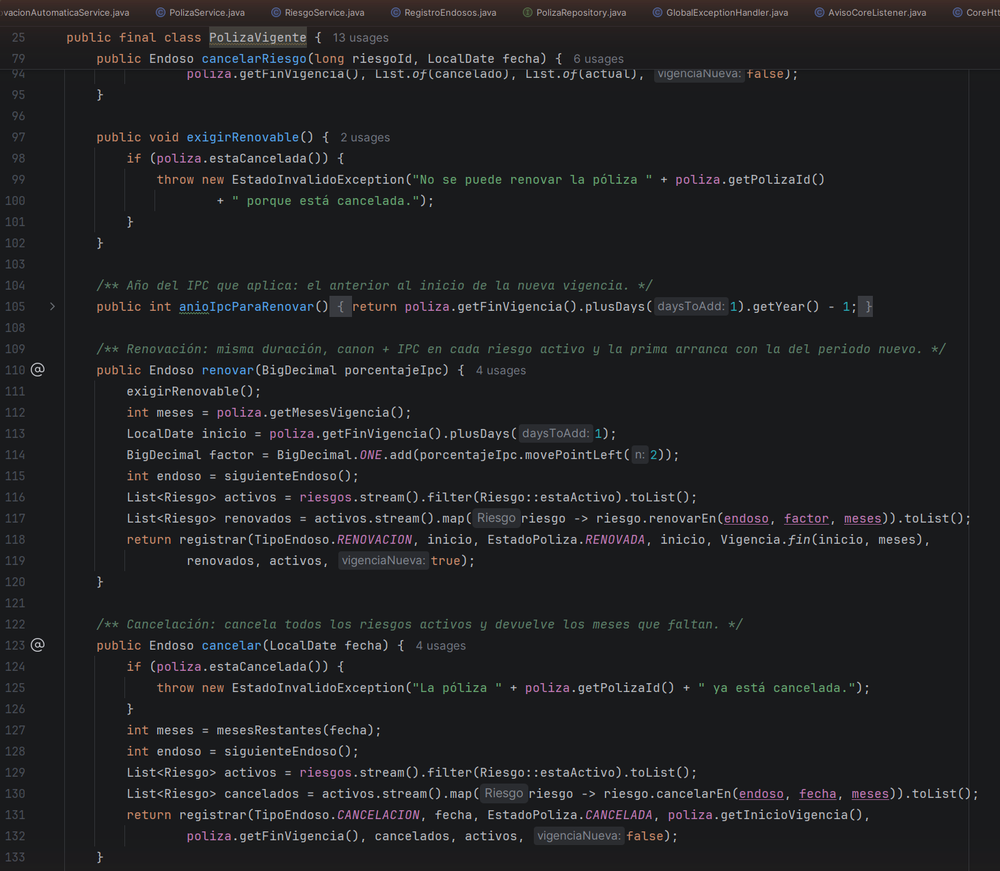 ovacionAutomaticaService.java PolizaService.java RiesgoService.java RegistroEndosos.java PolizaRepository.java GlobalExceptionHandler.java AvisoCoreListener.java CoreHtt
25 public final class PolizaVigente { 13 usages
79 public Endoso cancelarRiesgo(long riesgoId, LocalDate fecha) { 6 usages
94 poliza.getFinVigencia(), List.of(cancelado), List.of(actual), vigenciaNueva: false);
95 }
96
97 public void exigirRenovable() { 2 usages
98 if (poliza.estaCancelada()) {
99 throw new EstadoInvalidoException("No se puede renovar la póliza " + poliza.getPolizaId()
100 + " porque está cancelada.");
101 }
102 }
103
104 /** Año del IPC que aplica: el anterior al inicio de la nueva vigencia. */
105 public int anioIpcParaRenovar() { return poliza.getFinVigencia().plusDays( daysToAdd: 1).getYear() - 1; }
108
109 /** Renovación: misma duración, canon + IPC en cada riesgo activo y la prima arranca con la del periodo nuevo. */
110 public Endoso renovar(BigDecimal porcentajeIpc) { 4 usages
111 exigirRenovable();
112 int meses = poliza.getMesesVigencia();
113 LocalDate inicio = poliza.getFinVigencia().plusDays( daysToAdd: 1);
114 BigDecimal factor = BigDecimal.ONE.add(porcentajeIpc.movePointLeft( n: 2));
115 int endoso = siguienteEndoso();
116 List<Riesgo> activos = riesgos.stream().filter(Riesgo::estaActivo).toList();
117 List<Riesgo> renovados = activos.stream().map( Riesgo riesgo -> riesgo.renovarEn(endoso, factor, meses)).toList();
118 return registrar(TipoEndoso.RENOVACION, inicio, EstadoPoliza.RENOVADA, inicio, Vigencia.fin(inicio, meses),
119 renovados, activos, vigenciaNueva: true);
120 }
121
122 /** Cancelación: cancela todos los riesgos activos y devuelve los meses que faltan. */
123 public Endoso cancelar(LocalDate fecha) { 4 usages
124 if (poliza.estaCancelada()) {
125 throw new EstadoInvalidoException("La póliza " + poliza.getPolizaId() + " ya está cancelada.");
126 }
127 int meses = mesesRestantes(fecha);
128 int endoso = siguienteEndoso();
129 List<Riesgo> activos = riesgos.stream().filter(Riesgo::estaActivo).toList();
130 List<Riesgo> cancelados = activos.stream().map( Riesgo riesgo -> riesgo.cancelarEn(endoso, fecha, meses)).toList();
131 return registrar(TipoEndoso.CANCELACION, fecha, EstadoPoliza.CANCELADA, poliza.getInicioVigencia(),
132 poliza.getFinVigencia(), cancelados, activos, vigenciaNueva: false);
133 }